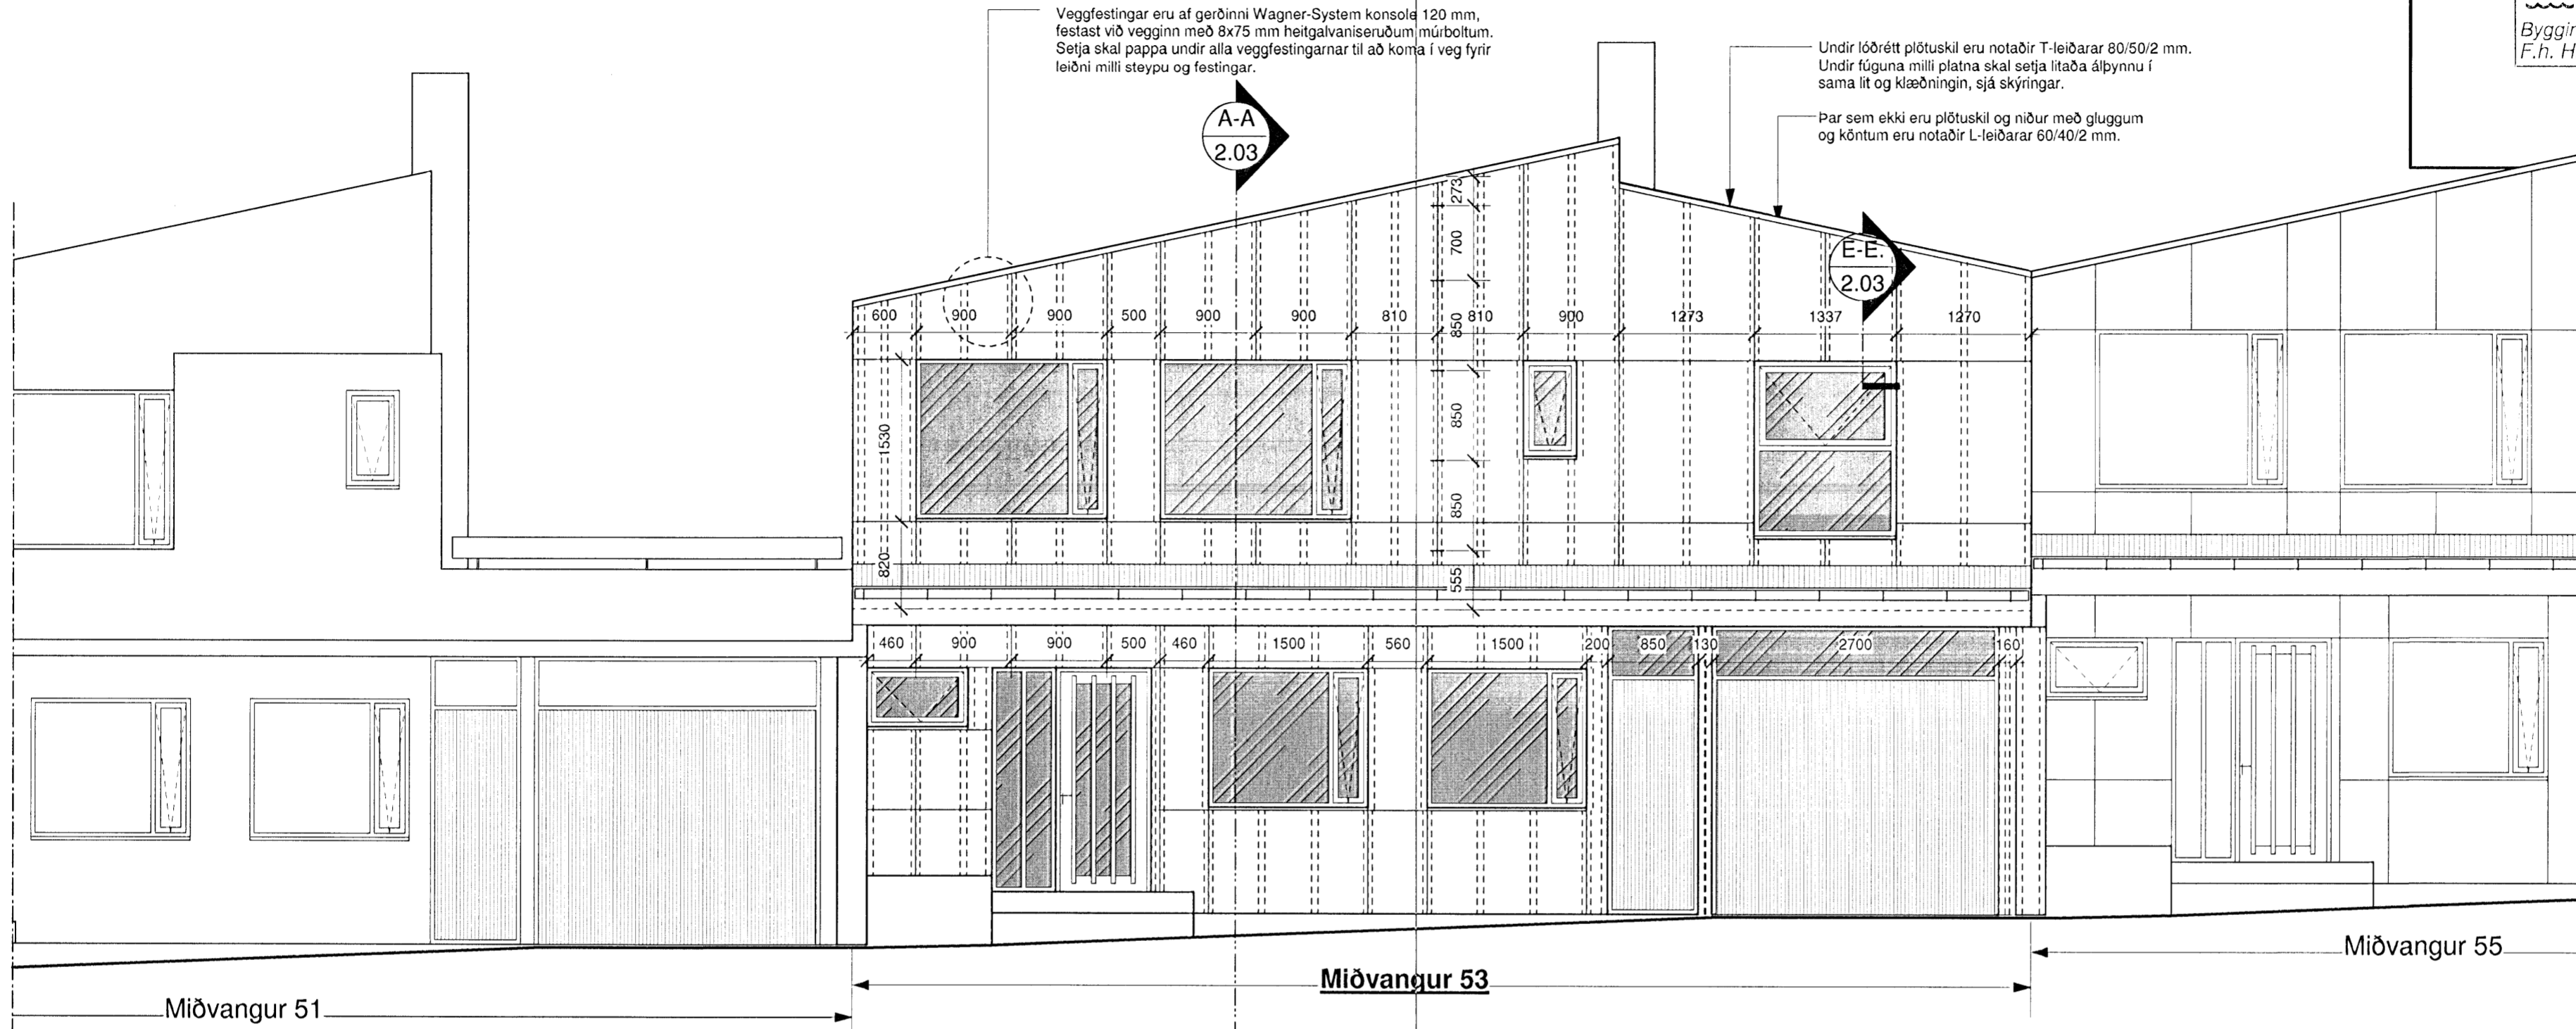 Veggfestingar eru af gerðinni Wagner-System konsole 120 mm,
festast við vegginn með 8x75 mm heitgalvaniseruðum múrboltum.
Setja skal pappa undir alla veggfestingarnar til að koma í veg fyrir
leiðni milli steypu og festingar.
Undir lóðrétt plötuskil eru notaðir T-leiðarar 80/50/2 mm.
Undir fúguna milli platna skal setja litaða álþynnu í
sama lit og klæðningin, sjá skýringar.
Þar sem ekki eru plötuskil og niður með gluggum
og köntum eru notaðir L-leiðarar 60/40/2 mm.
F.h. H
A-A
2.03
E-E
2.03
273
700
850
850
850
555
600 900 900 500 900 900 810 810 900 1273 1337 1270
1530
820
460 900 900 500 460 1500 560 1500 200 850 130 2700 160
Miðvangur 51
Miðvangur 53
Miðvangur 55